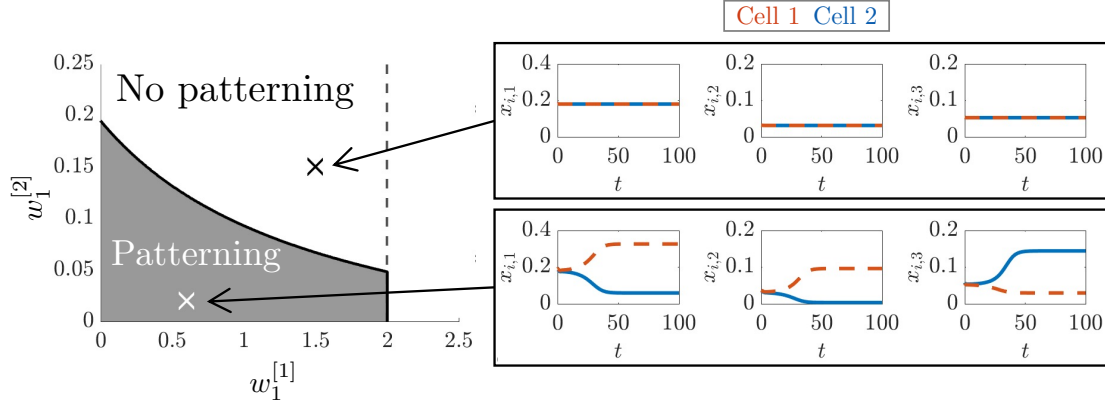 Cell 1 Cell 2
No patterning
Patterning
w_1^{[2]}
0.25
0.2
0.15
0.1
0.05
0
0 0.5 1 1.5 2 2.5
w_1^{[1]}
x_{i,1}
0.4
0.2
0
0 50 100
t
x_{i,2}
0.2
0.1
0
0 50 100
t
x_{i,3}
0.2
0.1
0
0 50 100
t
x_{i,1}
0.4
0.2
0
0 50 100
t
x_{i,2}
0.2
0.1
0
0 50 100
t
x_{i,3}
0.2
0.1
0
0 50 100
t